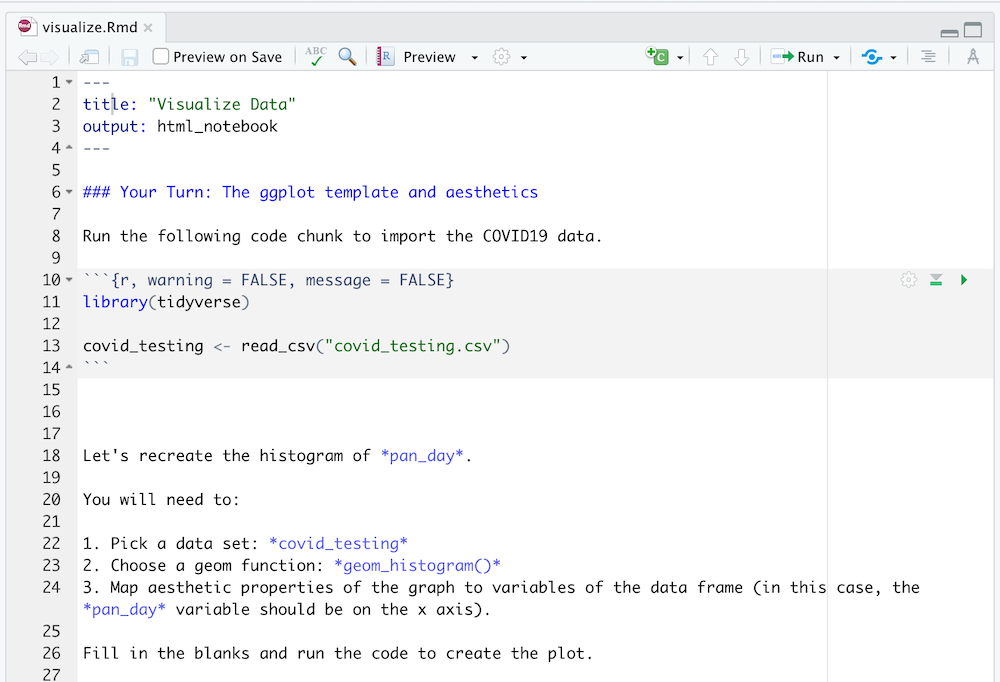 visualize.Rmd
Preview on Save ABC R Preview C Run
1 ---
2 title: "Visualize Data"
3 output: html_notebook
4 ---
5
6 ### Your Turn: The ggplot template and aesthetics
7
8 Run the following code chunk to import the COVID19 data.
9
10 ```{r, warning = FALSE, message = FALSE}
11 library(tidyverse)
12
13 covid_testing <- read_csv("covid_testing.csv")
14 ```
15
16
17
18 Let's recreate the histogram of *pan_day*.
19
20 You will need to:
21
22 1. Pick a data set: *covid_testing*
23 2. Choose a geom function: *geom_histogram()*
24 3. Map aesthetic properties of the graph to variables of the data frame (in this case, the
*pan_day* variable should be on the x axis).
25
26 Fill in the blanks and run the code to create the plot.
27